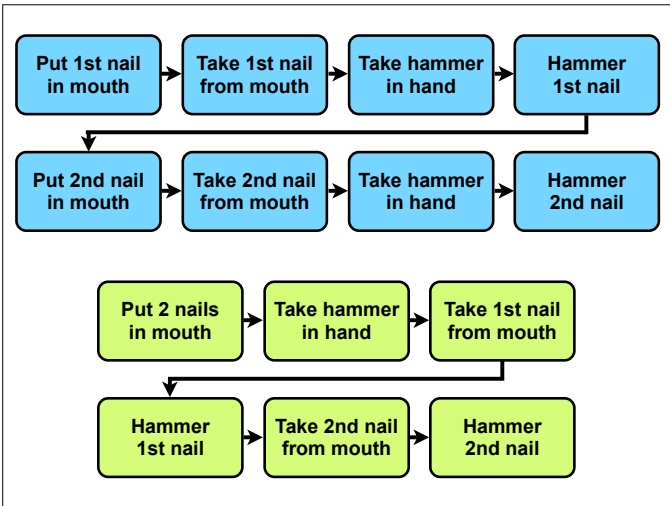 Put 1st nail
in mouth
Take 1st nail
from mouth
Take hammer
in hand
Hammer
1st nail
Put 2nd nail
in mouth
Take 2nd nail
from mouth
Take hammer
in hand
Hammer
2nd nail
Put 2 nails
in mouth
Take hammer
in hand
Take 1st nail
from mouth
Hammer
1st nail
Take 2nd nail
from mouth
Hammer
2nd nail